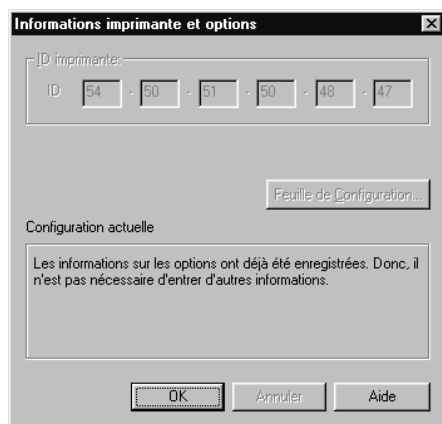 Informations imprimante et options
ID imprimante:
ID 54 - 50 - 51 - 50 - 48 - 47
Feuille de Configuration...
Configuration actuelle
Les informations sur les options ont déjà été enregistrées. Donc, il
n'est pas nécessaire d'entrer d'autres informations.
OK Annuler Aide